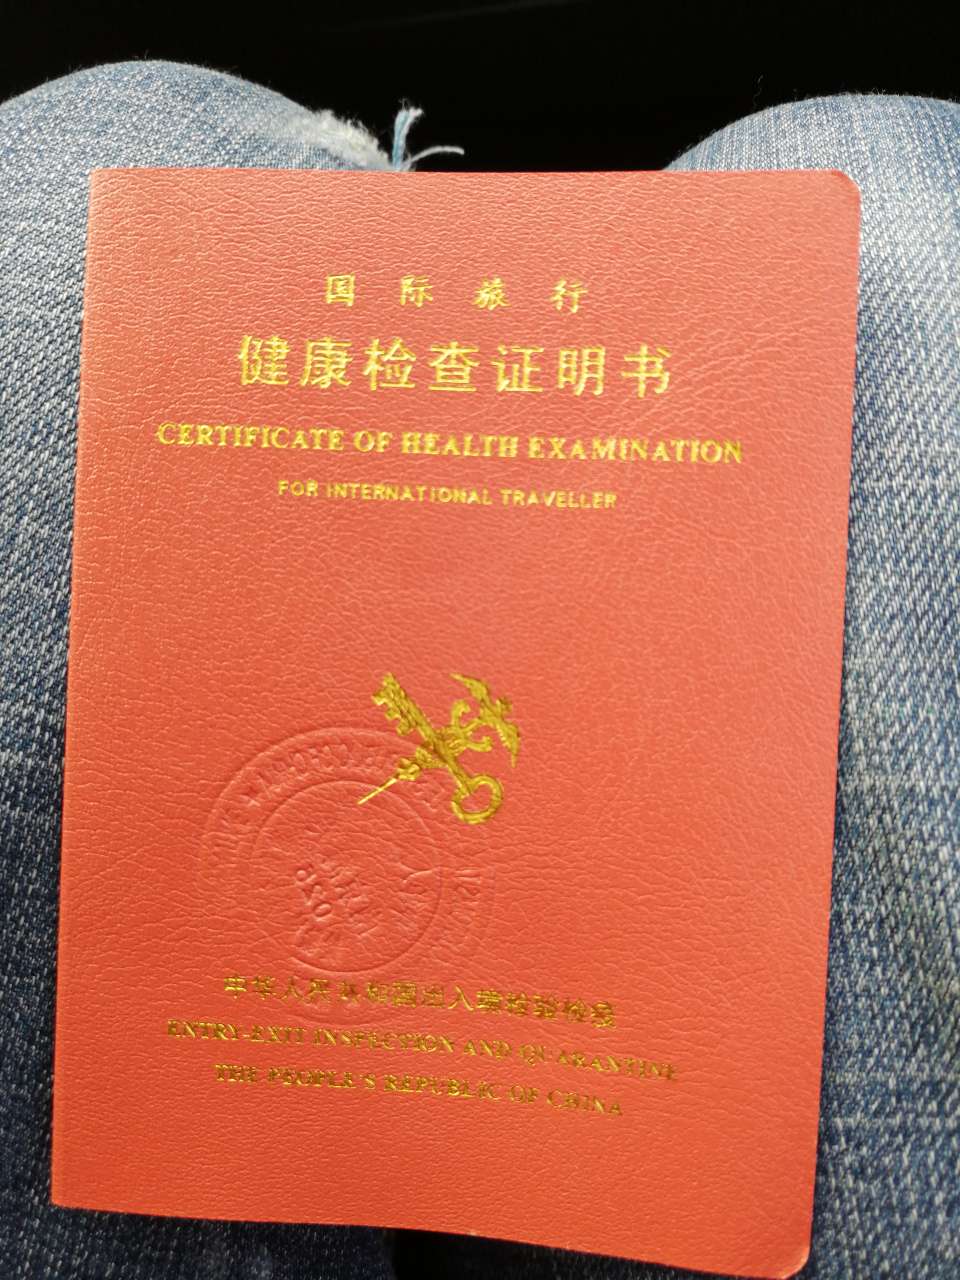 国际旅行
健康检查证明书
CERTIFICATE OF HEALTH EXAMINATION
FOR INTERNATIONAL TRAVELLER
中华人民共和国出入境检验检疫
ENTRY-EXIT INSPECTION AND QUARANTINE
THE PEOPLE'S REPUBLIC OF CHINA